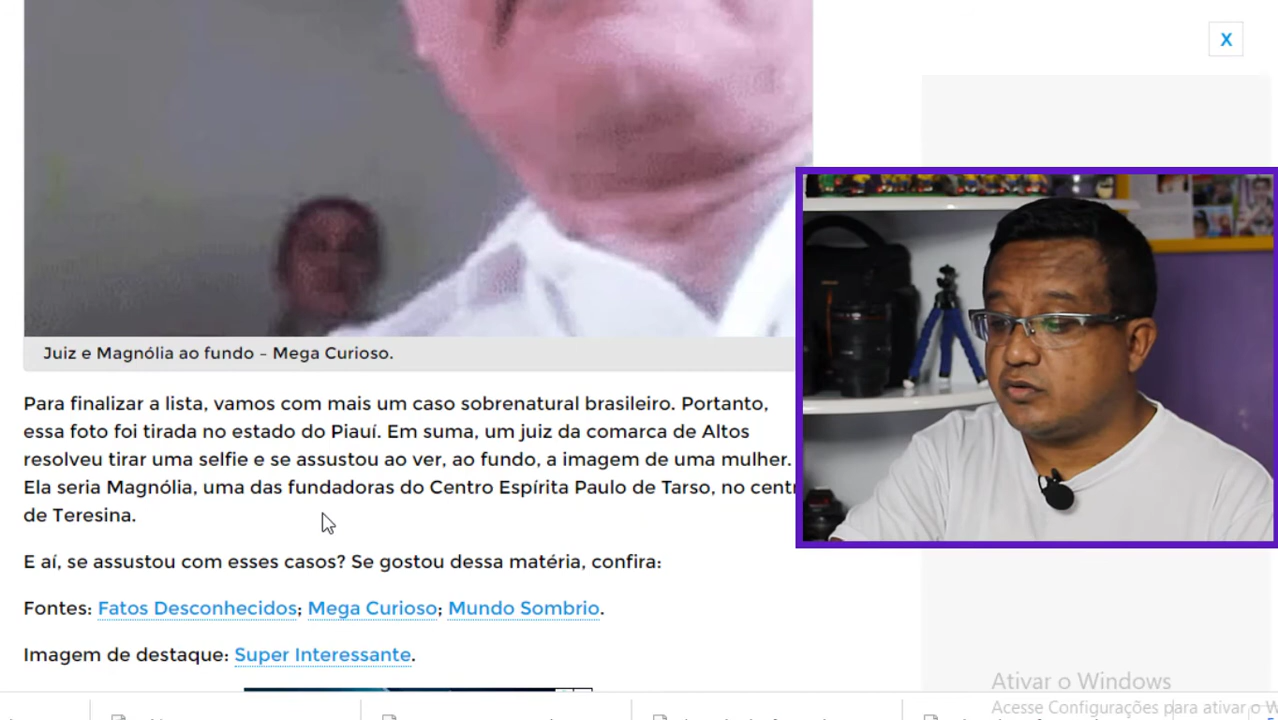 X
Juiz e Magnólia ao fundo – Mega Curioso.
Para finalizar a lista, vamos com mais um caso sobrenatural brasileiro. Portanto,
essa foto foi tirada no estado do Piauí. Em suma, um juiz da comarca de Altos
resolveu tirar uma selfie e se assustou ao ver, ao fundo, a imagem de uma mulher.
Ela seria Magnólia, uma das fundadoras do Centro Espírita Paulo de Tarso, no centr
de Teresina.
E aí, se assustou com esses casos? Se gostou dessa matéria, confira:
Fontes: Fatos Desconhecidos; Mega Curioso; Mundo Sombrio.
Imagem de destaque: Super Interessante.
Ativar o Windows
Acesse Configurações para ativar o W